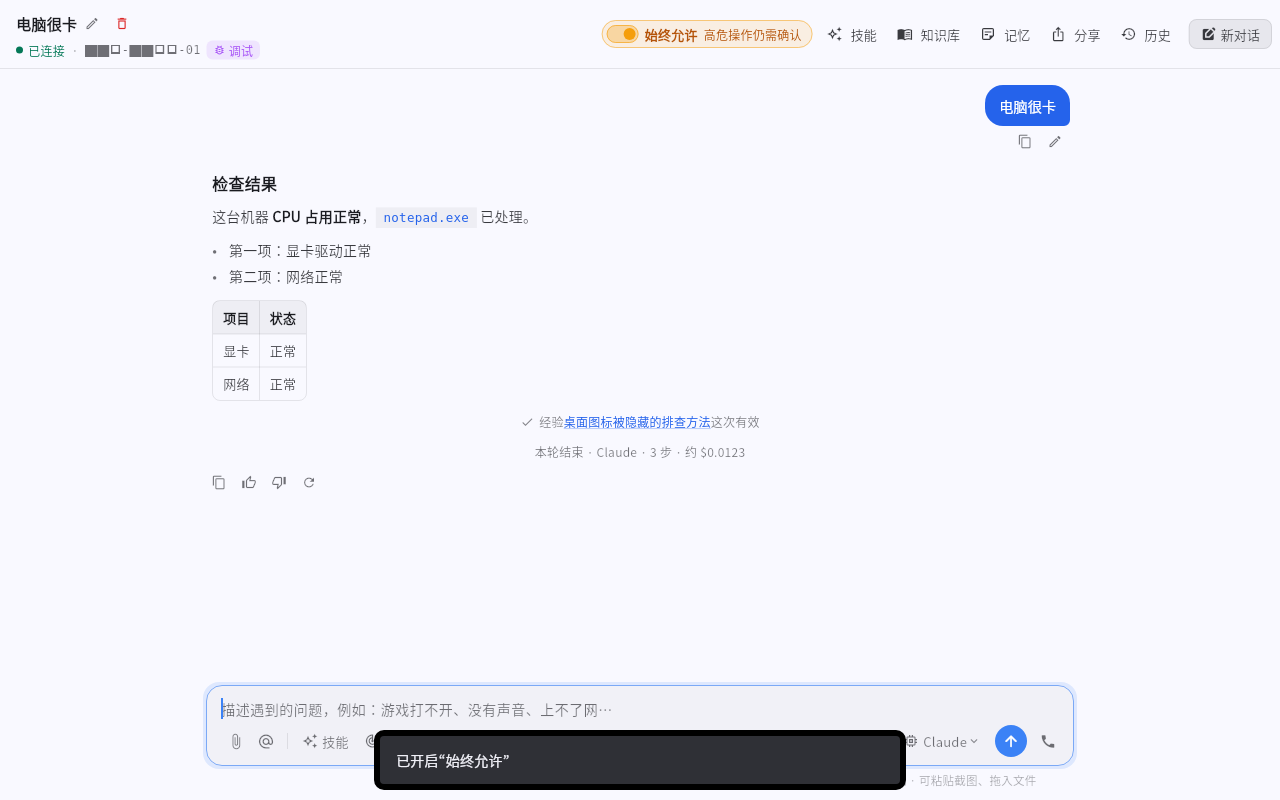 电脑很卡
始终允许 高危操作仍需确认
技能
知识库
记忆
分享
历史
新对话
已连接 ·
-01
调试
电脑很卡
检查结果
这台机器 CPU 占用正常， notepad.exe 已处理。
• 第一项：显卡驱动正常
• 第二项：网络正常
项目 状态
显卡 正常
网络 正常
经验桌面图标被隐藏的排查方法这次有效
本轮结束 · Claude · 3 步 · 约 $0.0123
描述遇到的问题，例如：游戏打不开、没有声音、上不了网…
技能
Claude
已开启“始终允许”
· 可粘贴截图、拖入文件